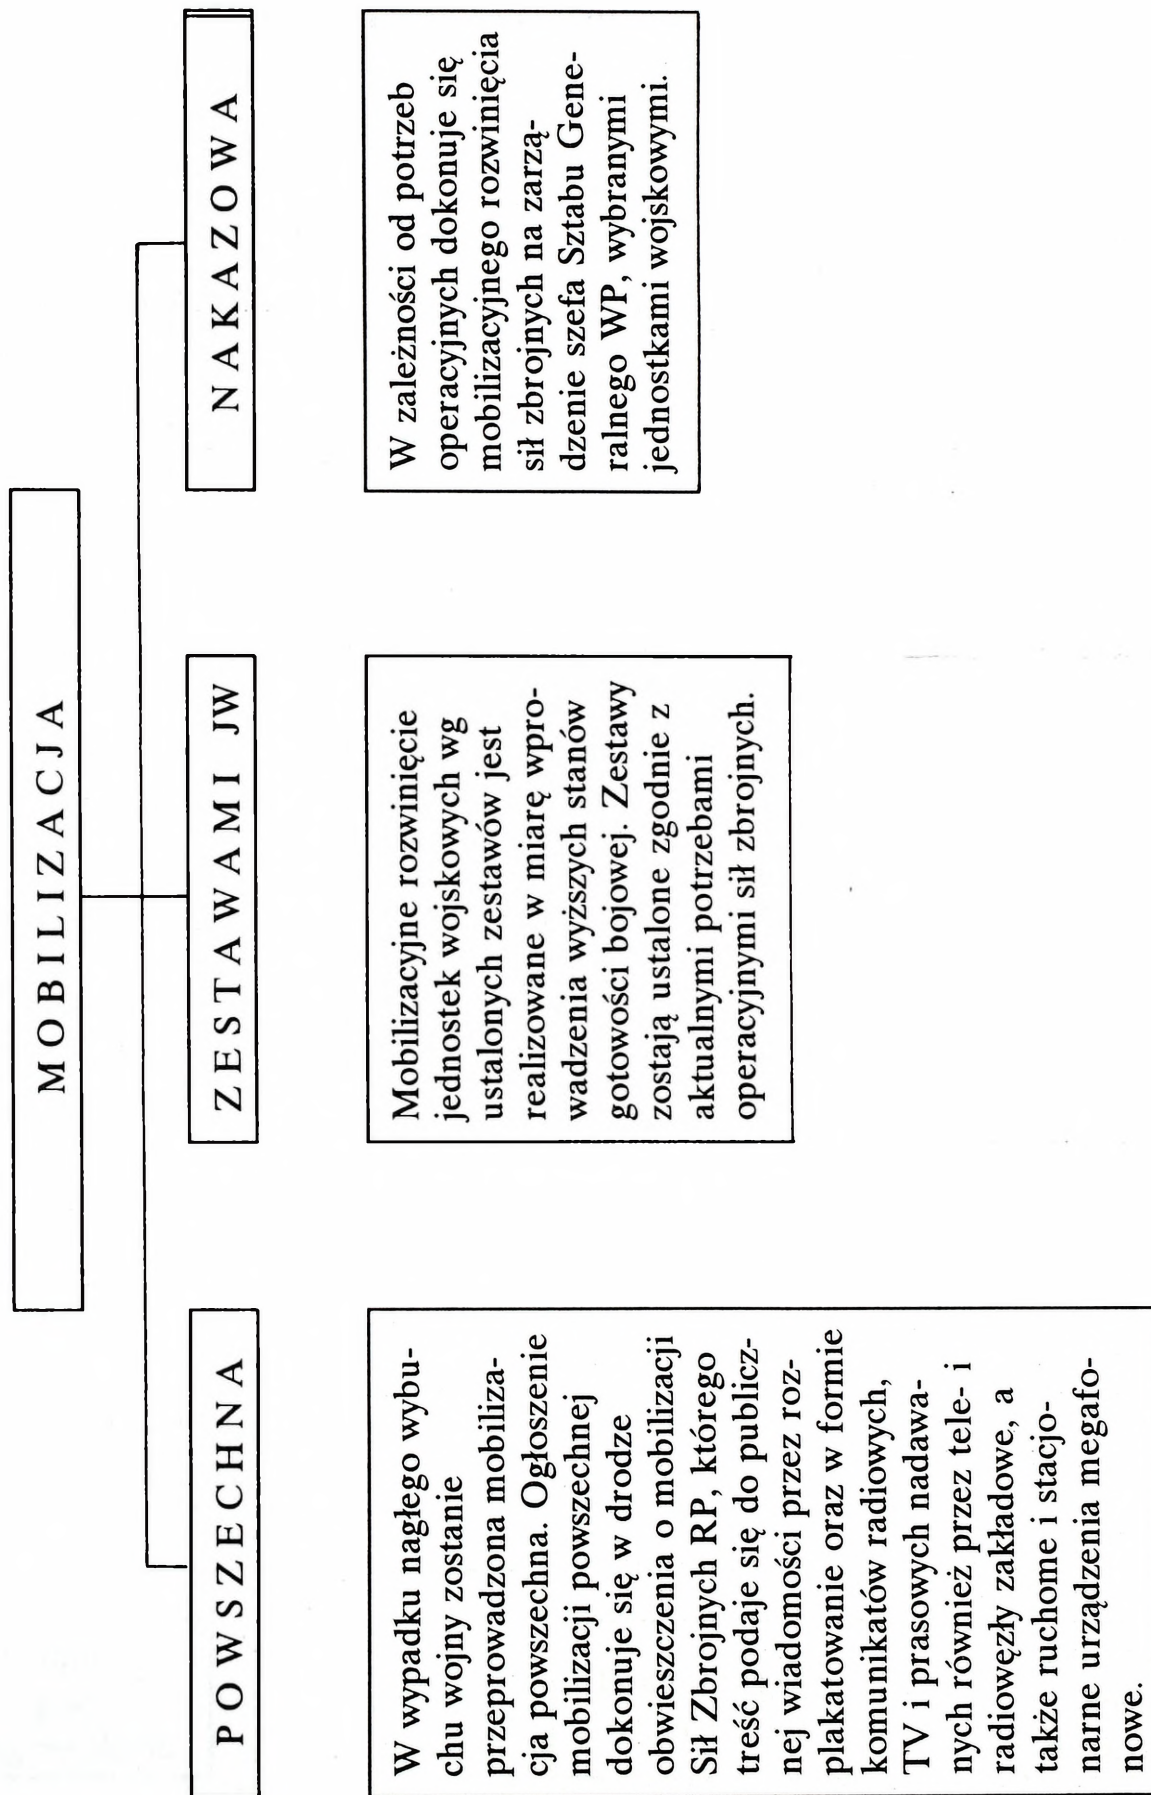 MOBILIZACJA
POWSZECHNA
W wypadku nagłego wybu-
chu wojny zostanie
przeprowadzona mobiliza-
cja powszechna. Ogłoszenie
mobilizacji powszechnej
dokonuje się w drodze
obwieszczenia o mobilizacji
Sił Zbrojnych RP, którego
treść podaje się do publicz-
nej wiadomości przez roz-
plakatowanie oraz w formie
komunikatów radiowych,
TV i prasowych nadawa-
nych również przez tele- i
radiowęzły zakładowe, a
także ruchome i stacjo-
narne urządzenia megafo-
nowe.
ZESTAWAMI JW
Mobilizacyjne rozwinięcie
jednostek wojskowych wg
ustalonych zestawów jest
realizowane w miarę wpro-
wadzenia wyższych stanów
gotowości bojowej. Zestawy
zostają ustalone zgodnie z
aktualnymi potrzebami
operacyjnymi sił zbrojnych.
NAKAZOWA
W zależności od potrzeb
operacyjnych dokonuje się
mobilizacyjnego rozwinięcia
sił zbrojnych na zarzą-
dzenie szefa Sztabu Gene-
ralnego WP, wybranymi
jednostkami wojskowymi.